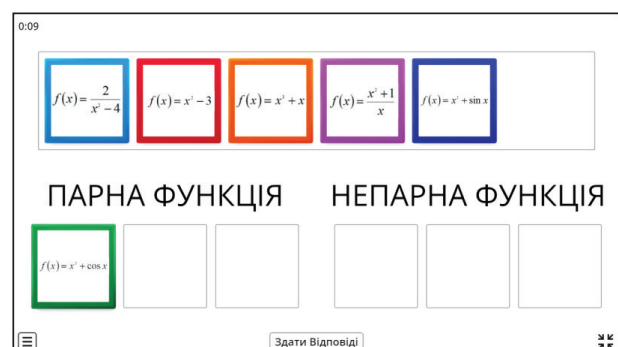 0:09
f(x) = 2/(x² − 4)
f(x) = x² − 3
f(x) = x³ + x
f(x) = (x² + 1)/x
+ sin x
ПАРНА ФУНКЦІЯ
НЕПАРНА ФУНКЦІЯ
f(x) = x² + cos x
Здати Відповіді